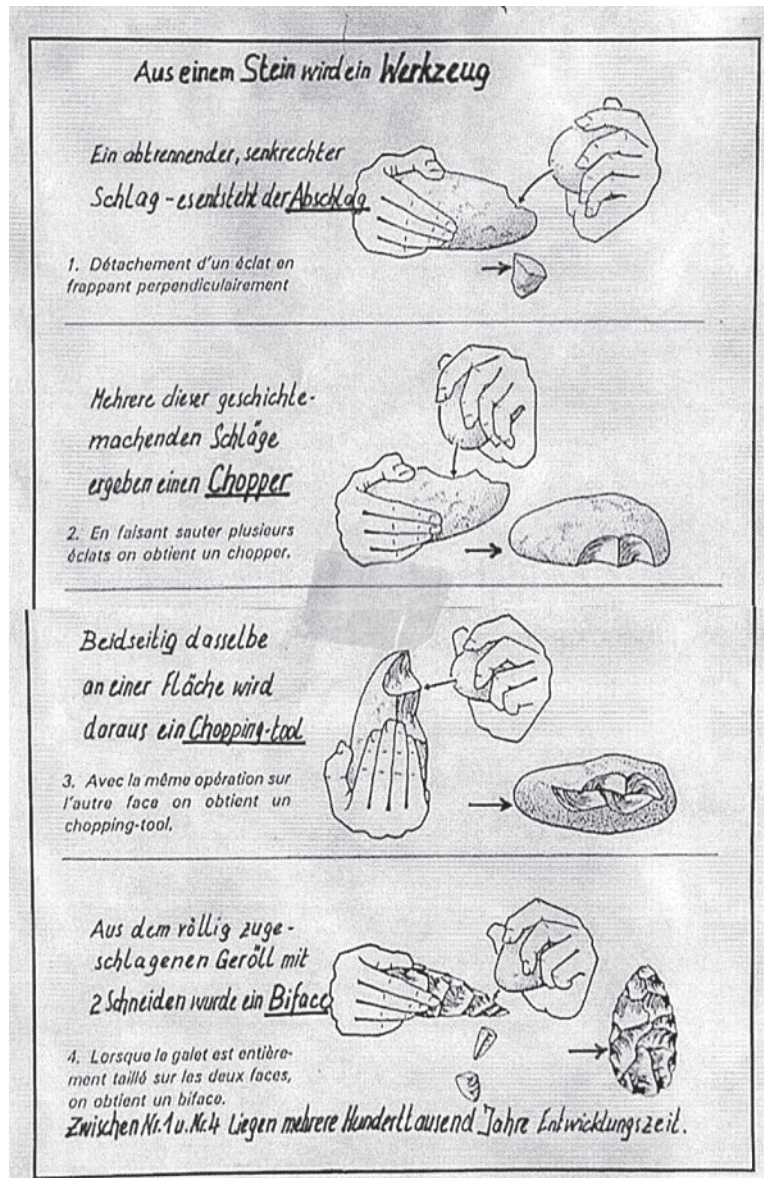 Aus einem Stein wird ein Werkzeug
Ein abtrennender, senkrechter
Schlag - es entsteht der Abschlag
1. Détachement d'un éclat en
frappant perpendiculairement
Mehrere dieser geschichte-
machenden Schläge
ergeben einen Chopper
2. En faisant sauter plusieurs
éclats on obtient un chopper.
Beidseitig dasselbe
an einer Fläche wird
daraus ein Chopping-tool
3. Avec la même opération sur
l'autre face on obtient un
chopping-tool.
Aus dem völlig zuge-
schlagenen Geröll mit
2 Schneiden wurde ein Biface
4. Lorsque le galet est entière-
ment taillé sur les deux faces,
on obtient un biface.
Zwischen Nr.1 u. Nr.4 Liegen mehrere Hunderttausend Jahre Entwicklungszeit.